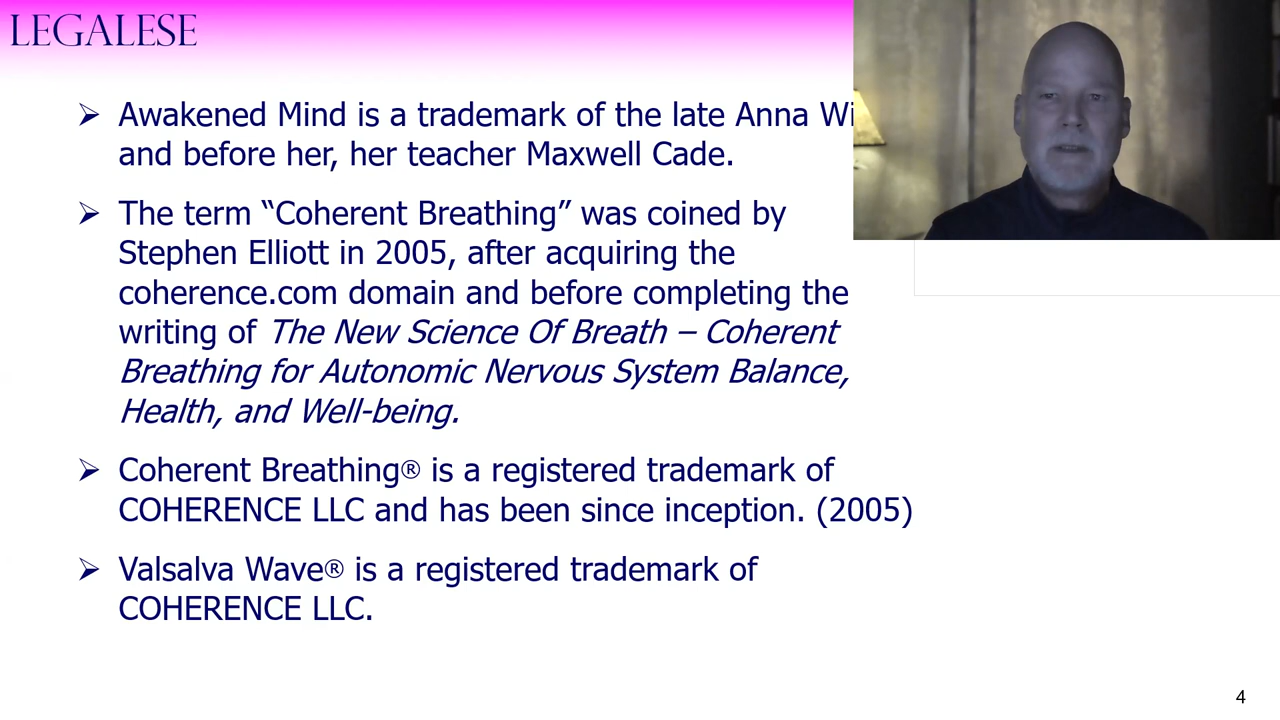 LEGALESE
➢ Awakened Mind is a trademark of the late Anna
and before her, her teacher Maxwell Cade.
➢ The term “Coherent Breathing” was coined by
Stephen Elliott in 2005, after acquiring the
coherence.com domain and before completing the
writing of The New Science Of Breath – Coherent
Breathing for Autonomic Nervous System Balance,
Health, and Well-being.
➢ Coherent Breathing® is a registered trademark of
COHERENCE LLC and has been since inception. (2005)
➢ Valsalva Wave® is a registered trademark of
COHERENCE LLC.
4